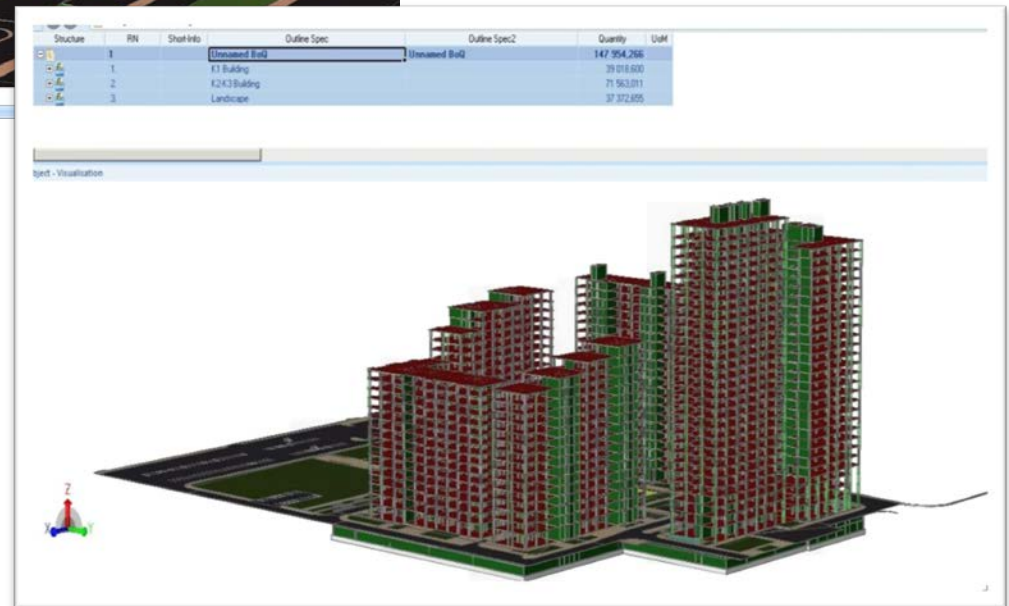 Structure RN Short-Info Outline Spec Outline Spec2 Quantity UoM
1 Unnamed BoQ Unnamed BoQ 147 954,266
1. K1 Building 39 018,600
2. K2-K3 Building 71 563,011
3. Landscape 37 372,655
bject - Visualisation
Z
X Y